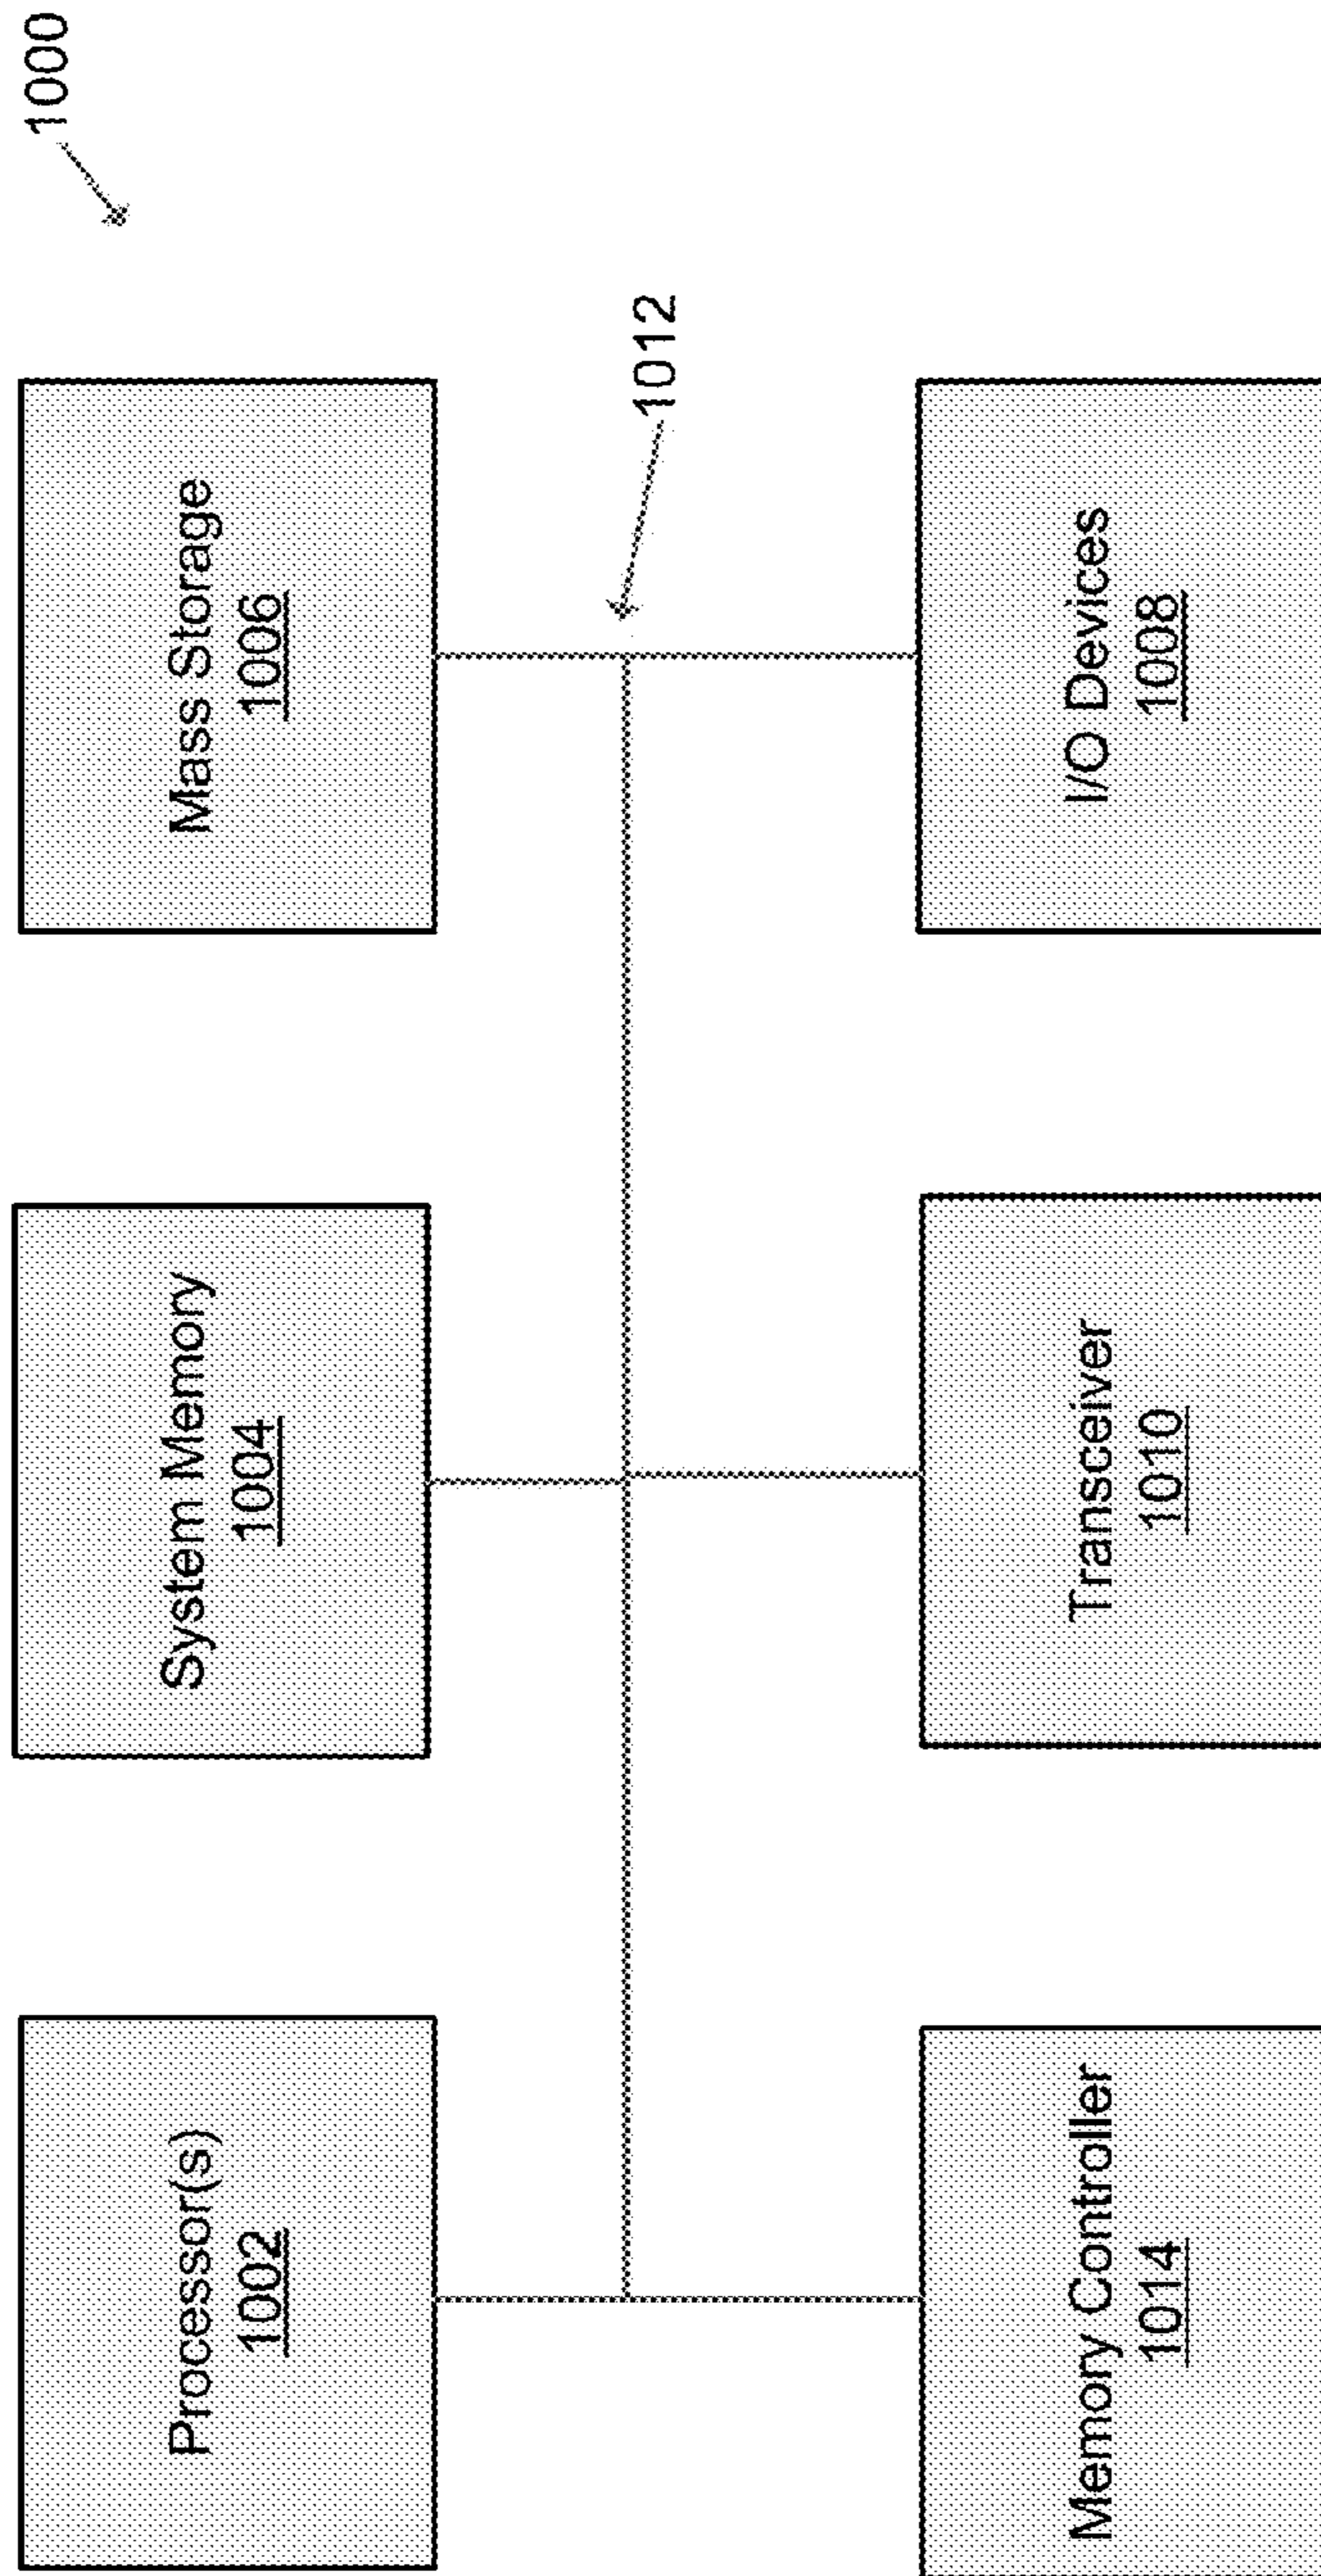 1000
Processor(s)
1002
System Memory
1004
Mass Storage
1006
1012
Memory Controller
1014
Transceiver
1010
I/O Devices
1008